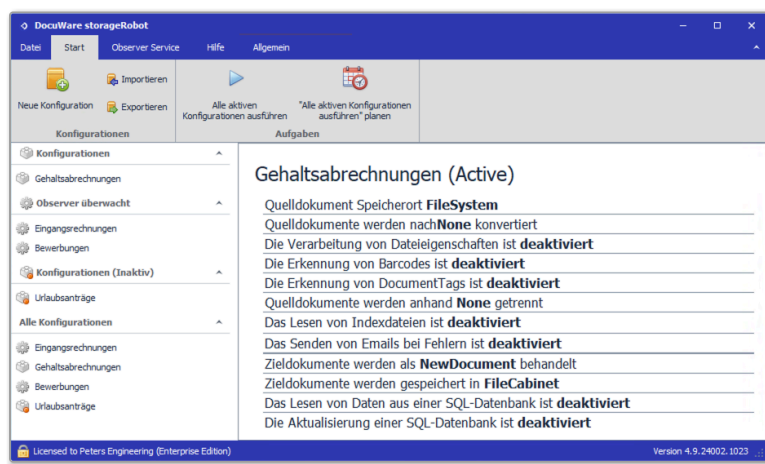 DocuWare storageRobot
Datei Start Observer Service Hilfe Allgemein
Neue Konfiguration
Importieren
Exportieren
Konfigurationen
Alle aktiven
Konfigurationen ausführen
"Alle aktiven Konfigurationen
ausführen" planen
Aufgaben
Konfigurationen
Gehaltsabrechnungen
Observer überwacht
Eingangsrechnungen
Bewerbungen
Konfigurationen (Inaktiv)
Urlaubsanträge
Alle Konfigurationen
Eingangsrechnungen
Gehaltsabrechnungen
Bewerbungen
Urlaubsanträge
Gehaltsabrechnungen (Active)
Quelldokument Speicherort FileSystem
Quelldokumente werden nachNone konvertiert
Die Verarbeitung von Dateieigenschaften ist deaktiviert
Die Erkennung von Barcodes ist deaktiviert
Die Erkennung von DocumentTags ist deaktiviert
Quelldokumente werden anhand None getrennt
Das Lesen von Indexdateien ist deaktiviert
Das Senden von Emails bei Fehlern ist deaktiviert
Zieldokumente werden als NewDocument behandelt
Zieldokumente werden gespeichert in FileCabinet
Das Lesen von Daten aus einer SQL-Datenbank ist deaktiviert
Die Aktualisierung einer SQL-Datenbank ist deaktiviert
Licensed to Peters Engineering (Enterprise Edition)
Version 4.9.24002.1023